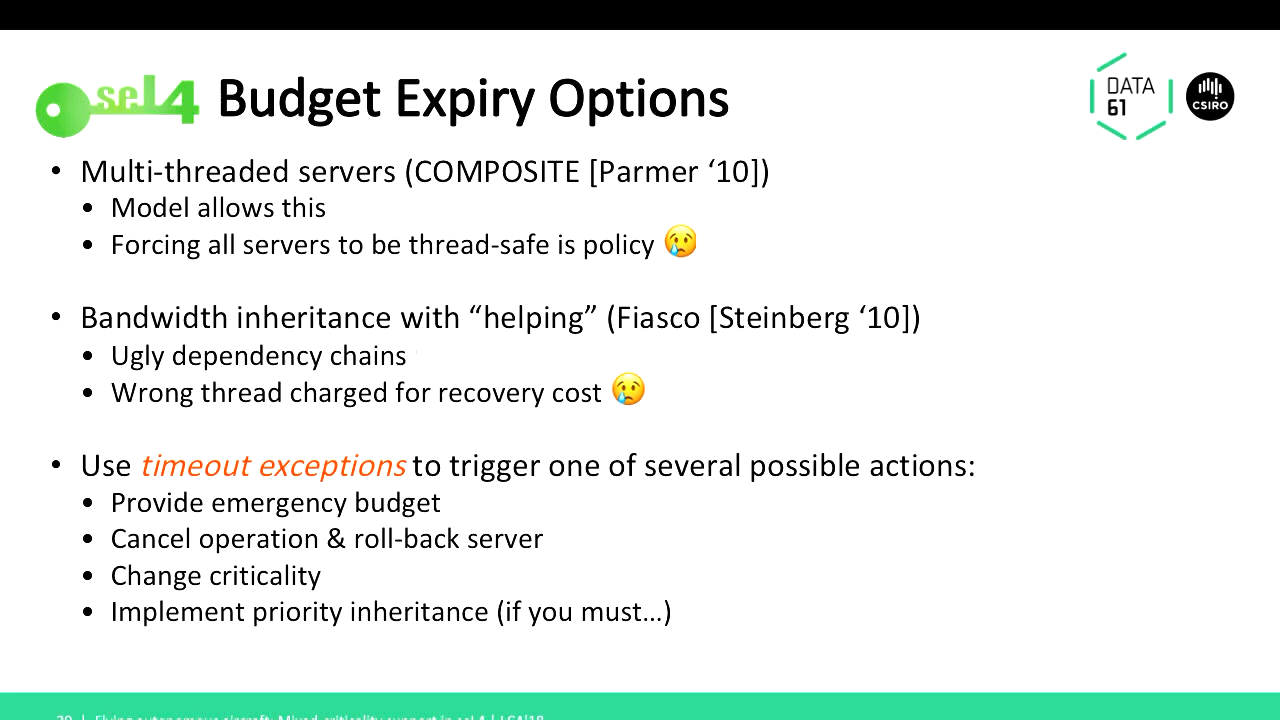 seL4 Budget Expiry Options
DATA
61
CSIRO
• Multi-threaded servers (COMPOSITE [Parmer ‘10])
• Model allows this
• Forcing all servers to be thread-safe is policy 😢
• Bandwidth inheritance with “helping” (Fiasco [Steinberg ‘10])
• Ugly dependency chains
• Wrong thread charged for recovery cost 😢
• Use timeout exceptions to trigger one of several possible actions:
• Provide emergency budget
• Cancel operation & roll-back server
• Change criticality
• Implement priority inheritance (if you must…)